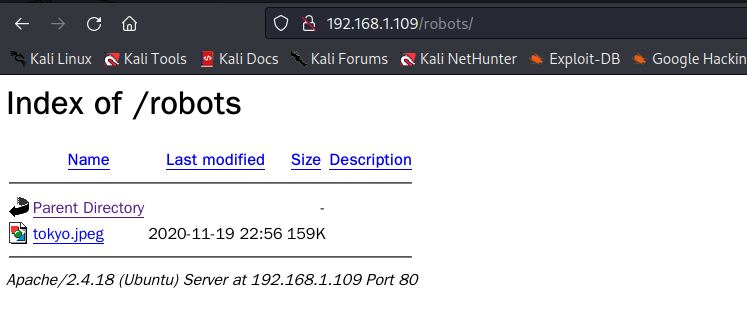 192.168.1.109/robots/
Kali Linux Kali Tools Kali Docs Kali Forums Kali NetHunter Exploit-DB Google Hackin
Index of /robots
Name Last modified Size Description
Parent Directory -
tokyo.jpeg 2020-11-19 22:56 159K
Apache/2.4.18 (Ubuntu) Server at 192.168.1.109 Port 80